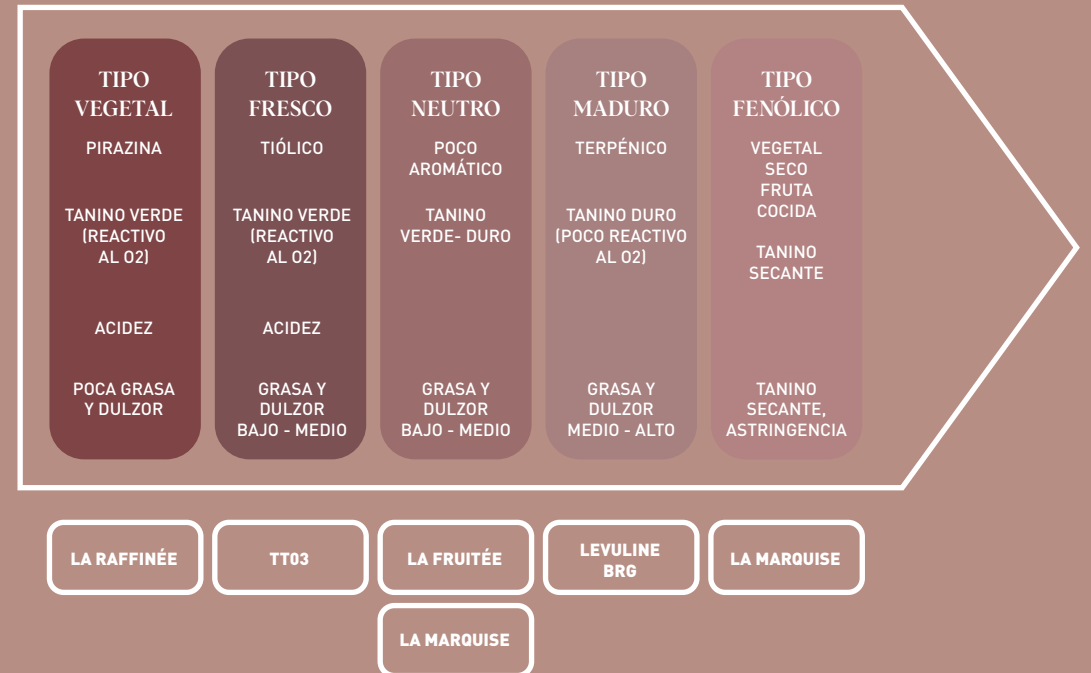 TIPO
VEGETAL
PIRAZINA
TANINO VERDE
(REACTIVO
AL O2)
ACIDEZ
POCA GRASA
Y DULZOR
TIPO
FRESCO
TIÓLICO
TANINO VERDE
(REACTIVO
AL O2)
ACIDEZ
GRASA Y
DULZOR
BAJO - MEDIO
TIPO
NEUTRO
POCO
AROMÁTICO
TANINO
VERDE- DURO
GRASA Y
DULZOR
BAJO - MEDIO
TIPO
MADURO
TERPÉNICO
TANINO DURO
(POCO REACTIVO
AL O2)
GRASA Y
DULZOR
MEDIO - ALTO
TIPO
FENÓLICO
VEGETAL
SECO
FRUTA
COCIDA
TANINO
SECANTE
TANINO
SECANTE,
ASTRINGENCIA
LA RAFFINÉE
TT03
LA FRUITÉE
LEVULINE
BRG
LA MARQUISE
LA MARQUISE